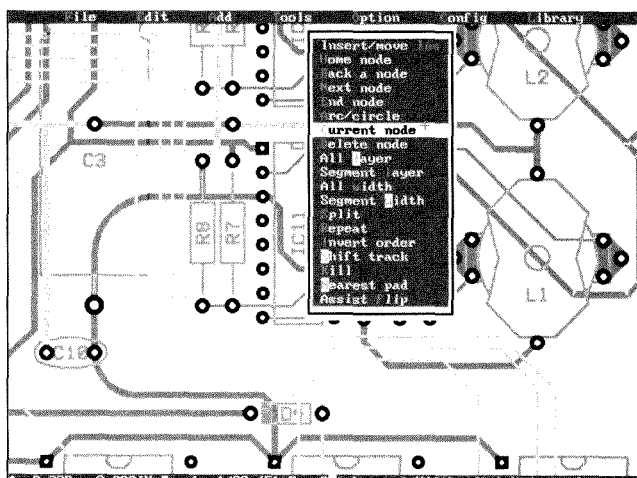 ile dit dd ools ption onfig ibrary
Insert/move
ome node
ack a node
ext node
nd node
rc/circle
urrent node
elete node
All ayer
Segment ayer
All idth
Segment idth
plit
epeat
nvert order
hift track
ill
earest pad
Assist lip
L2
C3
R8
R7
IC11
L1
C10